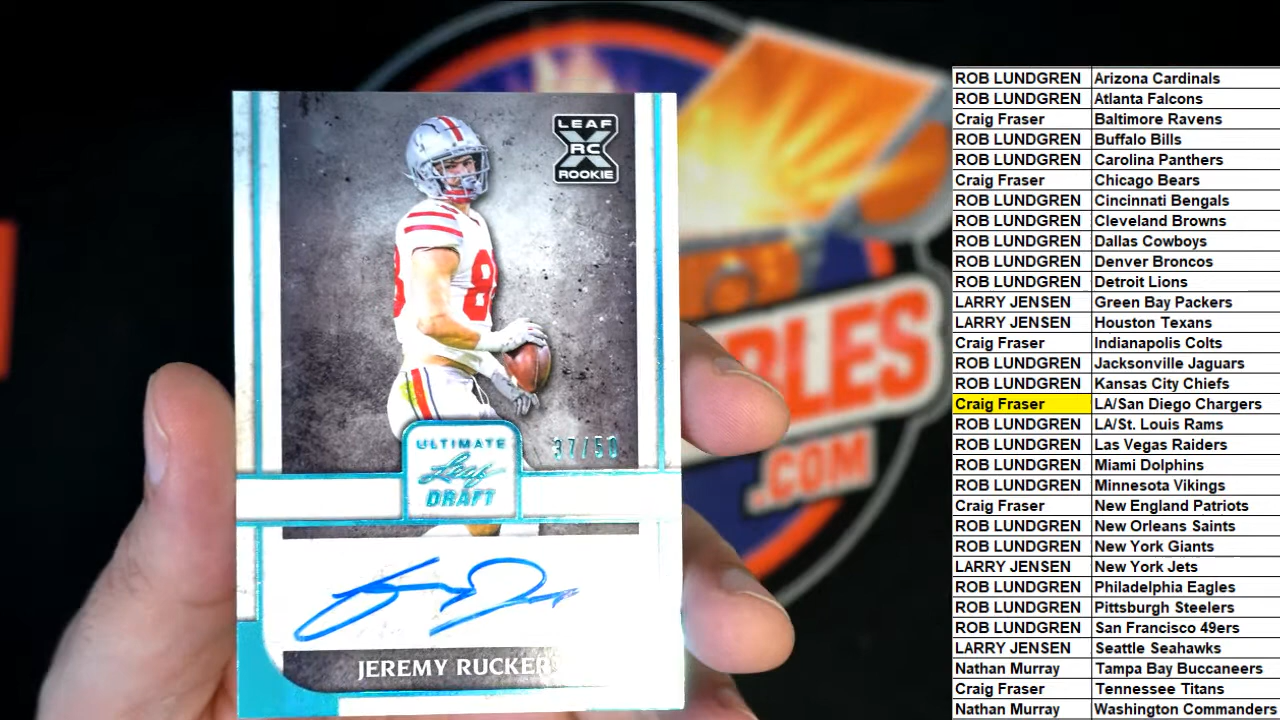 LEAF
RC
ROOKIE
37/50
ULTIMATE
Leaf
DRAFT
JEREMY RUCKER
BLES
.COM
ROB LUNDGREN Arizona Cardinals
ROB LUNDGREN Atlanta Falcons
Craig Fraser Baltimore Ravens
ROB LUNDGREN Buffalo Bills
ROB LUNDGREN Carolina Panthers
Craig Fraser Chicago Bears
ROB LUNDGREN Cincinnati Bengals
ROB LUNDGREN Cleveland Browns
ROB LUNDGREN Dallas Cowboys
ROB LUNDGREN Denver Broncos
ROB LUNDGREN Detroit Lions
LARRY JENSEN Green Bay Packers
LARRY JENSEN Houston Texans
Craig Fraser Indianapolis Colts
ROB LUNDGREN Jacksonville Jaguars
ROB LUNDGREN Kansas City Chiefs
Craig Fraser LA/San Diego Chargers
ROB LUNDGREN LA/St. Louis Rams
ROB LUNDGREN Las Vegas Raiders
ROB LUNDGREN Miami Dolphins
ROB LUNDGREN Minnesota Vikings
Craig Fraser New England Patriots
ROB LUNDGREN New Orleans Saints
ROB LUNDGREN New York Giants
LARRY JENSEN New York Jets
ROB LUNDGREN Philadelphia Eagles
ROB LUNDGREN Pittsburgh Steelers
ROB LUNDGREN San Francisco 49ers
LARRY JENSEN Seattle Seahawks
Nathan Murray Tampa Bay Buccaneers
Craig Fraser Tennessee Titans
Nathan Murray Washington Commanders